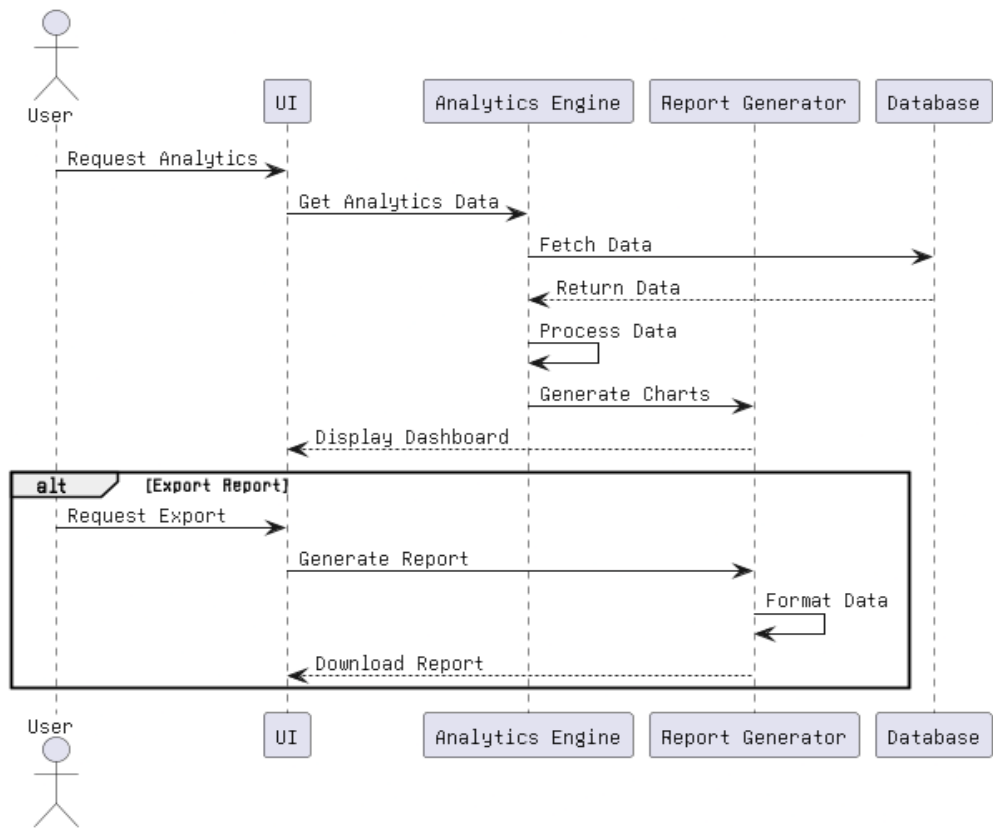 User
UI
Analytics Engine
Report Generator
Database
Request Analytics
Get Analytics Data
Fetch Data
Return Data
Process Data
Generate Charts
Display Dashboard
alt
[Export Report]
Request Export
Generate Report
Format Data
Download Report
User
UI
Analytics Engine
Report Generator
Database